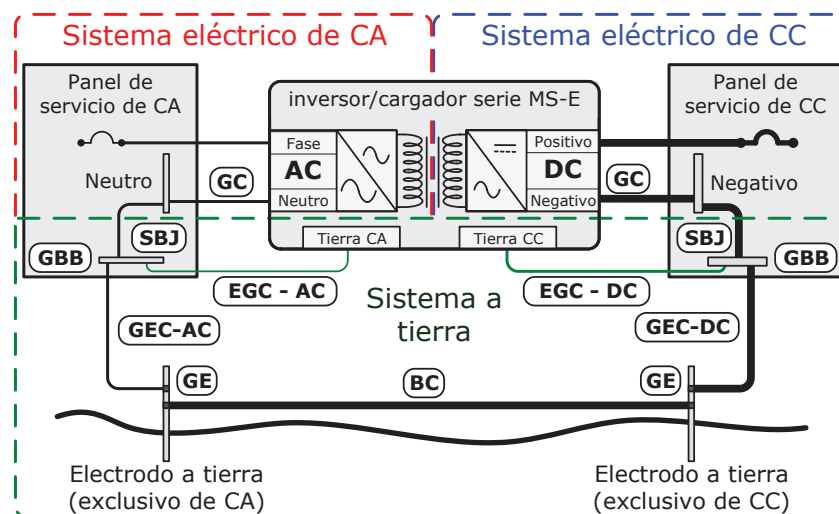 Sistema eléctrico de CA
Sistema eléctrico de CC
Panel de
servicio de CA
inversor/cargador serie MS-E
Panel de
servicio de CC
Fase
AC
Neutro
Positivo
DC
Negativo
Neutro
GC
GC
Negativo
Tierra CA
Tierra CC
SBJ
SBJ
GBB
GBB
EGC - AC
EGC - DC
Sistema a
tierra
GEC-AC
GEC-DC
GE
BC
GE
Electrodo a tierra
(exclusivo de CA)
Electrodo a tierra
(exclusivo de CC)